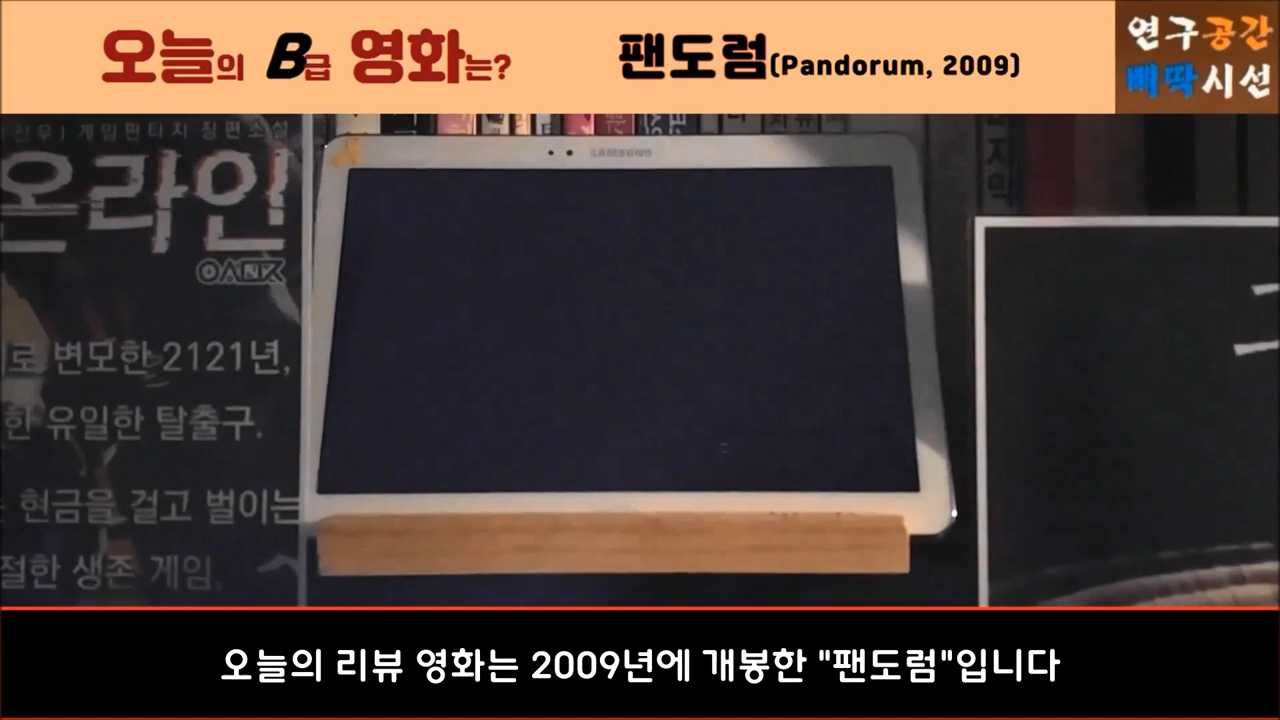 오늘의 B급 영화는? 팬도럼(Pandorum, 2009)
연구공간
삐딱시선
게임판타지 장편소설
온라인
변모한 2121년,
한 유일한 탈출구.
현금을 걸고 벌이는
절한 생존 게임.
SAMSUNG
오늘의 리뷰 영화는 2009년에 개봉한 "팬도럼"입니다